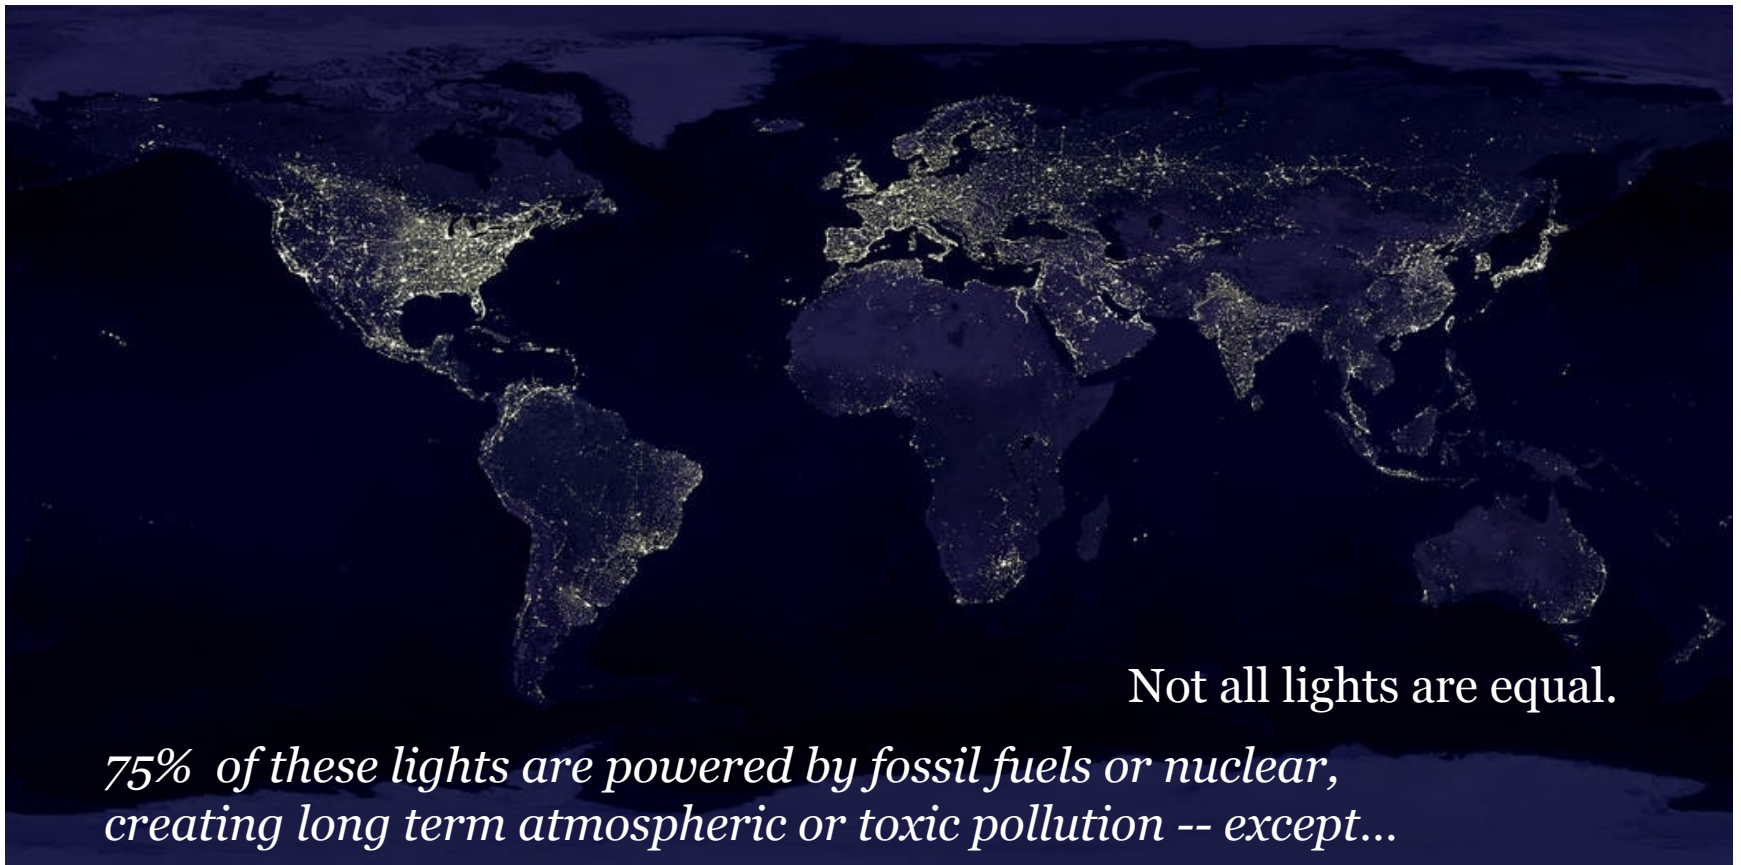 Not all lights are equal.
75% of these lights are powered by fossil fuels or nuclear,
creating long term atmospheric or toxic pollution -- except...